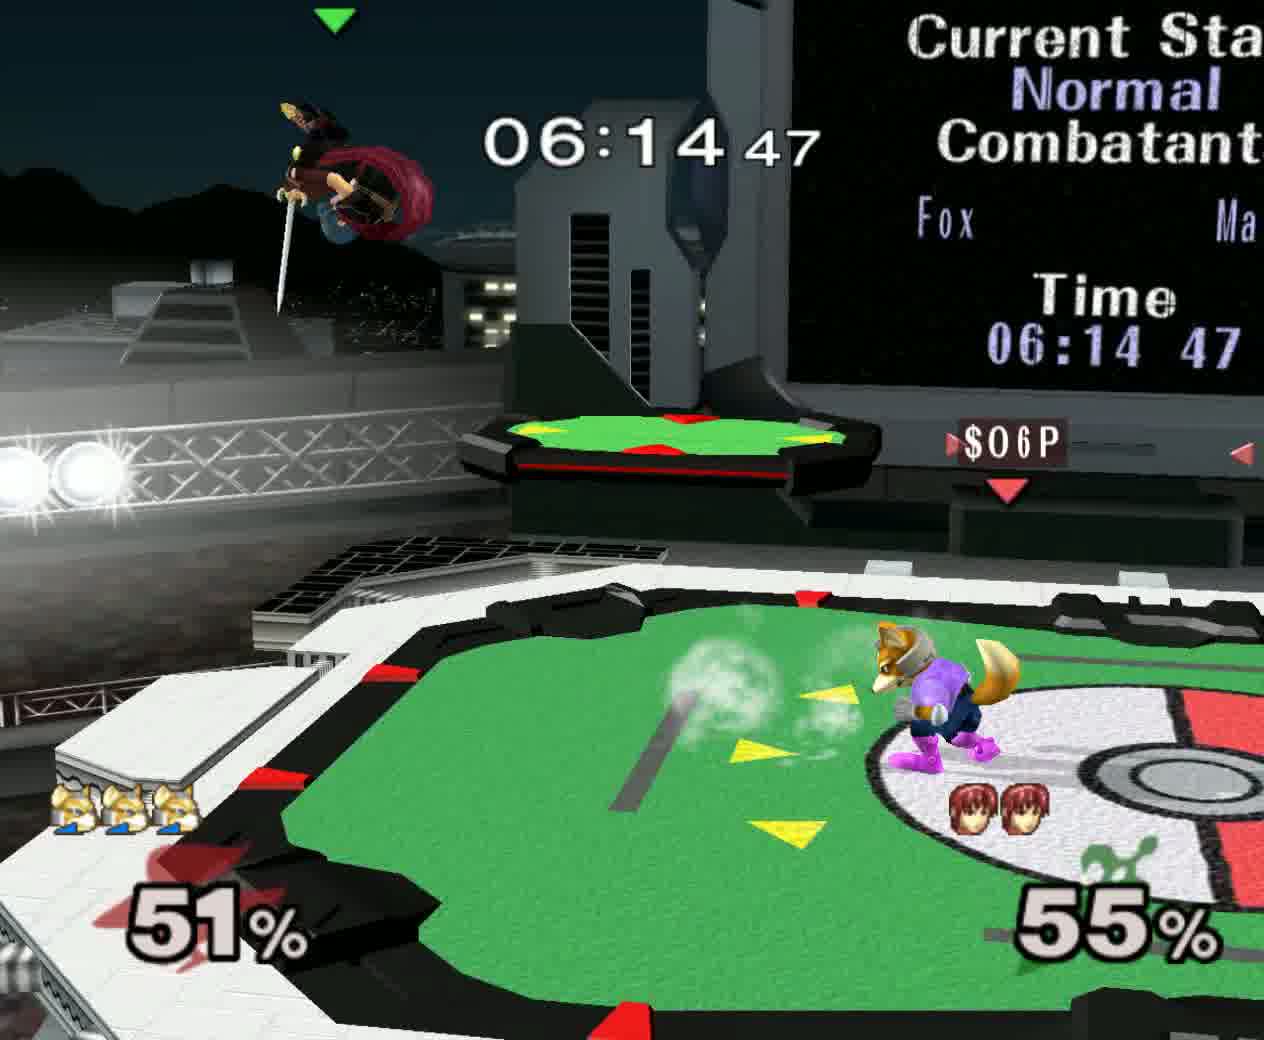 Current Sta
Normal
06:14 47
Combatant
Fox Ma
Time
06:14 47
$06P
51%
55%